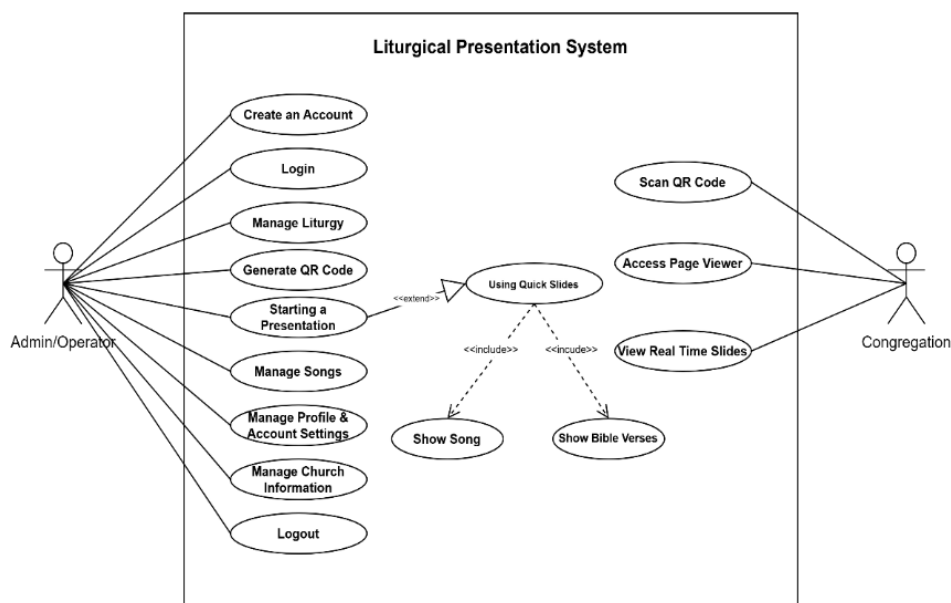 Liturgical Presentation System
Create an Account
Login
Manage Liturgy
Generate QR Code
Starting a
Presentation
Manage Songs
Manage Profile &
Account Settings
Manage Church
Information
Logout
Admin/Operator
<<extend>>
Using Quick Slides
<<include>>
<<incude>>
Show Song
Show Bible Verses
Scan QR Code
Access Page Viewer
View Real Time Slides
Congregation